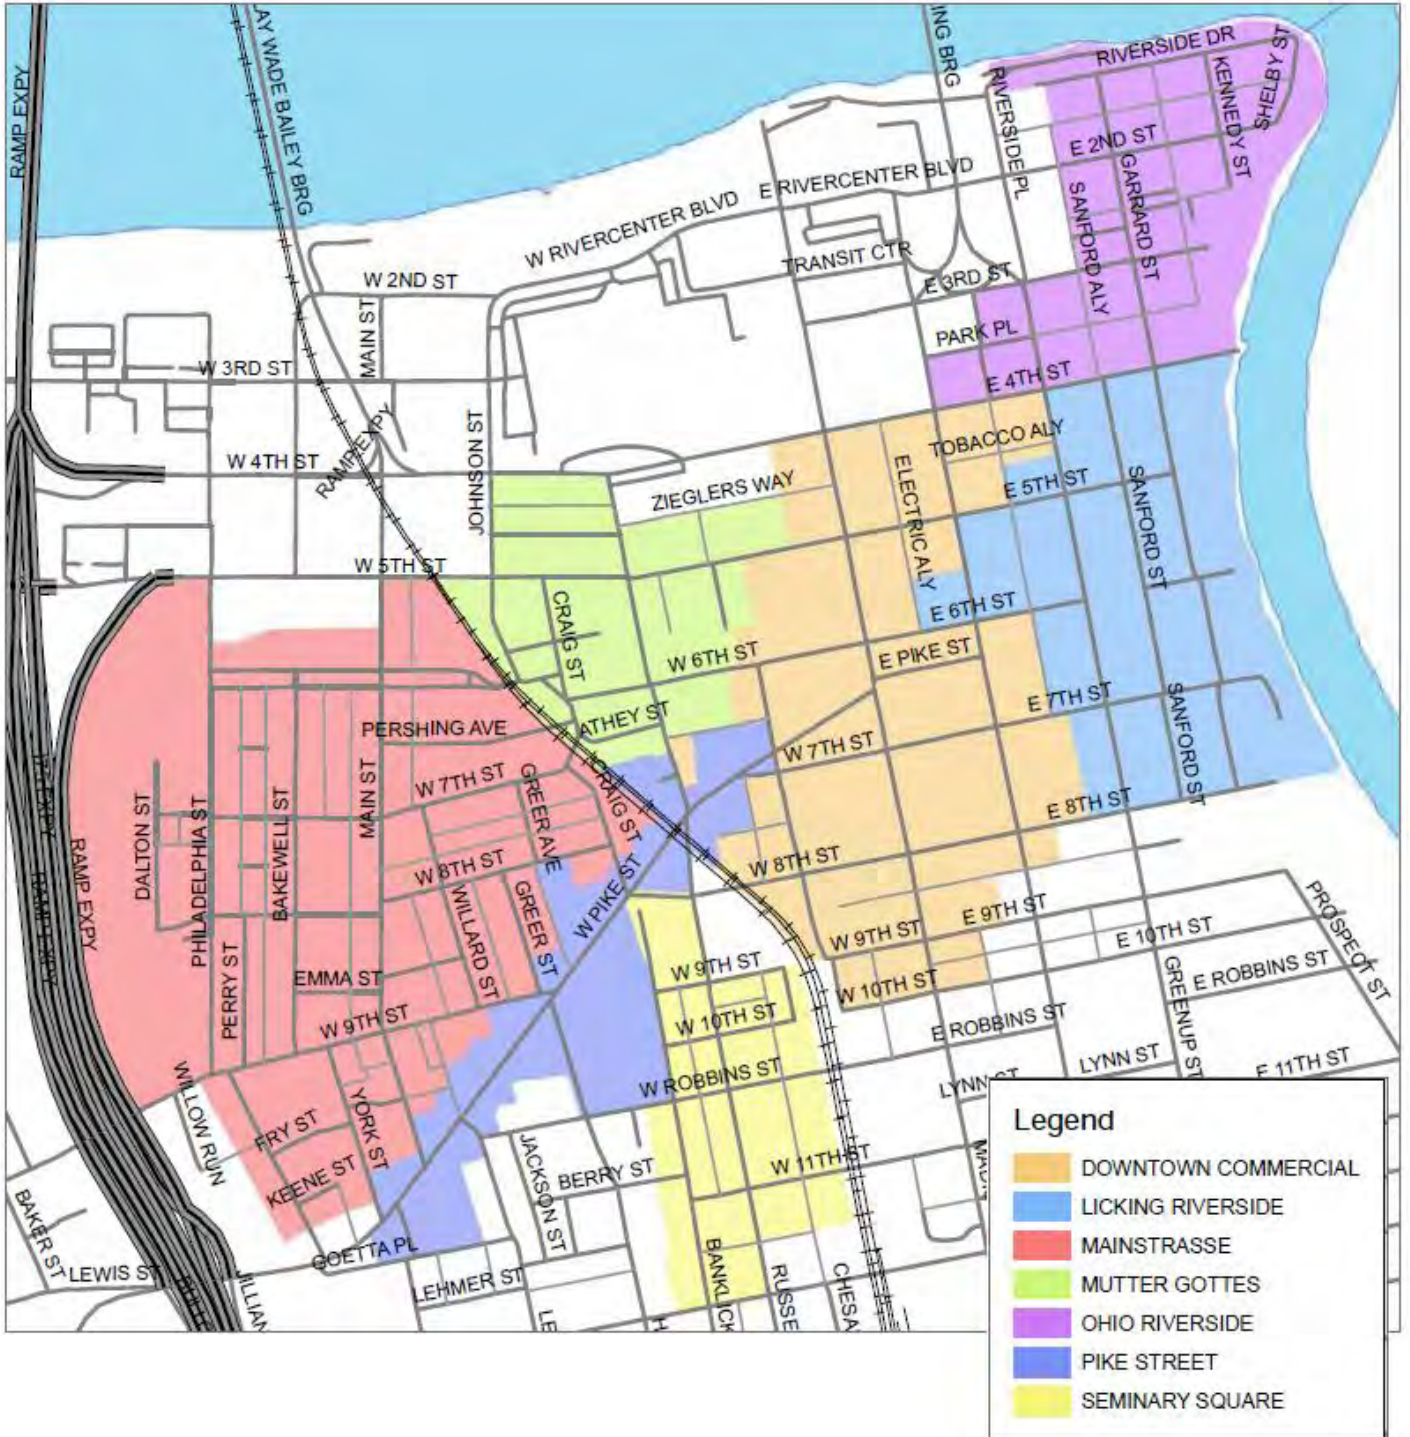 RAMP EXPY
AY WADE BAILEY BRG
ING BRG
RIVERSIDE DR
SHELBY ST
KENNEDY ST
RIVERSIDE PL
E 2ND ST
GARRARD ST
SANFORD ALY
E RIVERCENTER BLVD
W RIVERCENTER BLVD
TRANSIT CTR
E 3RD ST
W 2ND ST
MAIN ST
PARK PL
W 3RD ST
E 4TH ST
RAMP EXPY
JOHNSON ST
TOBACCO ALY
W 4TH ST
ZIEGLERS WAY
ELECTRIC ALY
E 5TH ST
SANFORD ST
W 5TH ST
CRAIG ST
E 6TH ST
W 6TH ST
E PIKE ST
E 7TH ST
SANFORD ST
PERSHING AVE
ATHEY ST
W 7TH ST
W 7TH ST
GREER AVE
CRAIG ST
MAIN ST
DALTON ST
PHILADELPHIA ST
BAKEWELL ST
RAMP EXPY
RAMP EXPY
E 8TH ST
W 8TH ST
W 8TH ST
WILLARD ST
GREER ST
W PIKE ST
PROSPECT ST
E 9TH ST
W 9TH ST
E 10TH ST
W 9TH ST
E ROBBINS ST
GREENUP ST
PERRY ST
EMMA ST
W 10TH ST
W 10TH ST
W 9TH ST
E ROBBINS ST
LYNN ST
E 11TH ST
W ROBBINS ST
LYNN ST
WILLOW RUN
YORK ST
FRY ST
KEENE ST
JACKSON ST
BERRY ST
W 11TH ST
BAKER ST
LEWIS ST
GOETTA PL
LEHMER ST
JILLIAN
BANKLICK
RUSSE
CHESA
LE
H
Legend
DOWNTOWN COMMERCIAL
LICKING RIVERSIDE
MAINSTRASSE
MUTTER GOTTES
OHIO RIVERSIDE
PIKE STREET
SEMINARY SQUARE